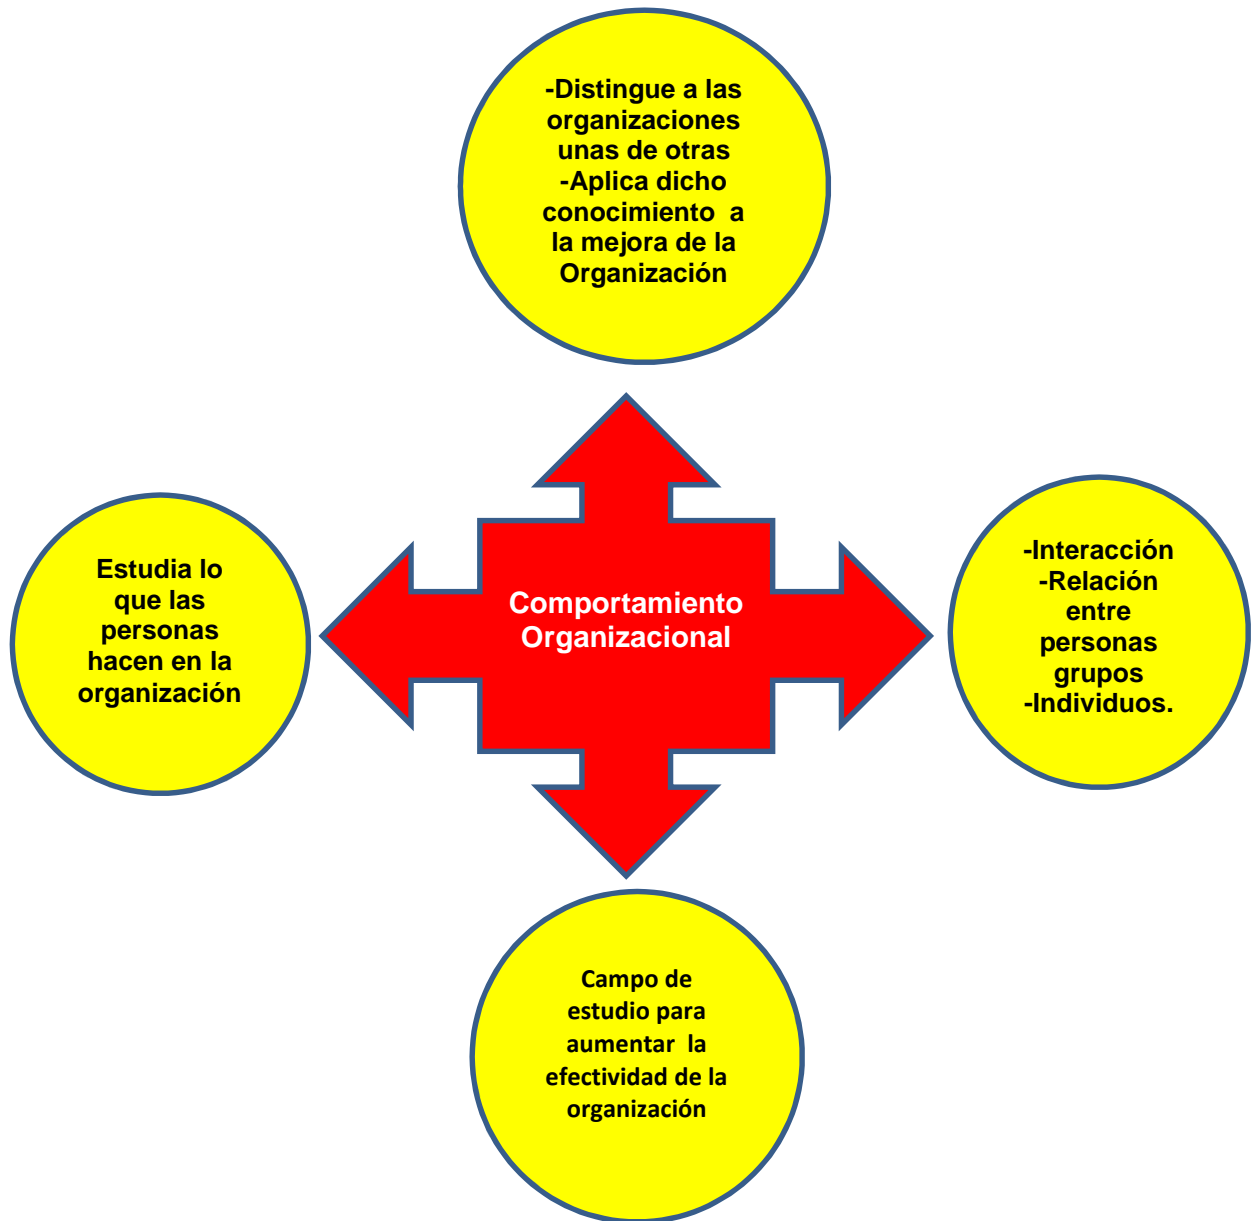 -Distingue a las
organizaciones
unas de otras
-Aplica dicho
conocimiento a
la mejora de la
Organización
Estudia lo
que las
personas
hacen en la
organización
Comportamiento
Organizacional
-Interacción
-Relación
entre
personas
grupos
-Individuos.
Campo de
estudio para
aumentar la
efectividad de la
organización